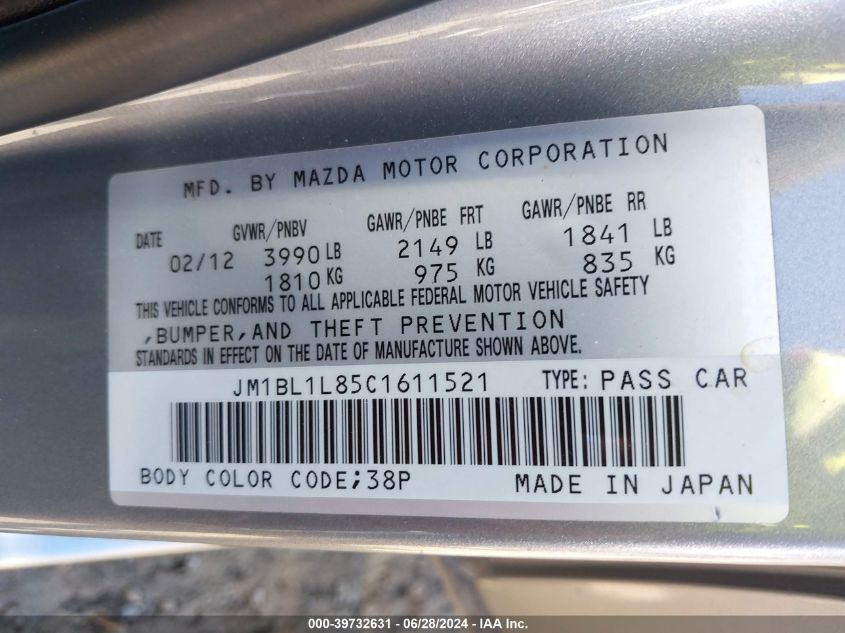 MFD. BY MAZDA MOTOR CORPORATION
DATE GVWR/PNBV GAWR/PNBE FRT GAWR/PNBE RR
02/12 3990 LB 2149 LB 1841 LB
1810 KG 975 KG 835 KG
THIS VEHICLE CONFORMS TO ALL APPLICABLE FEDERAL MOTOR VEHICLE SAFETY
,BUMPER,AND THEFT PREVENTION
STANDARDS IN EFFECT ON THE DATE OF MANUFACTURE SHOWN ABOVE.
JM1BL1L85C1611521 TYPE: PASS CAR
BODY COLOR CODE;38P MADE IN JAPAN
000-39732631 - 06/28/2024 - IAA Inc.